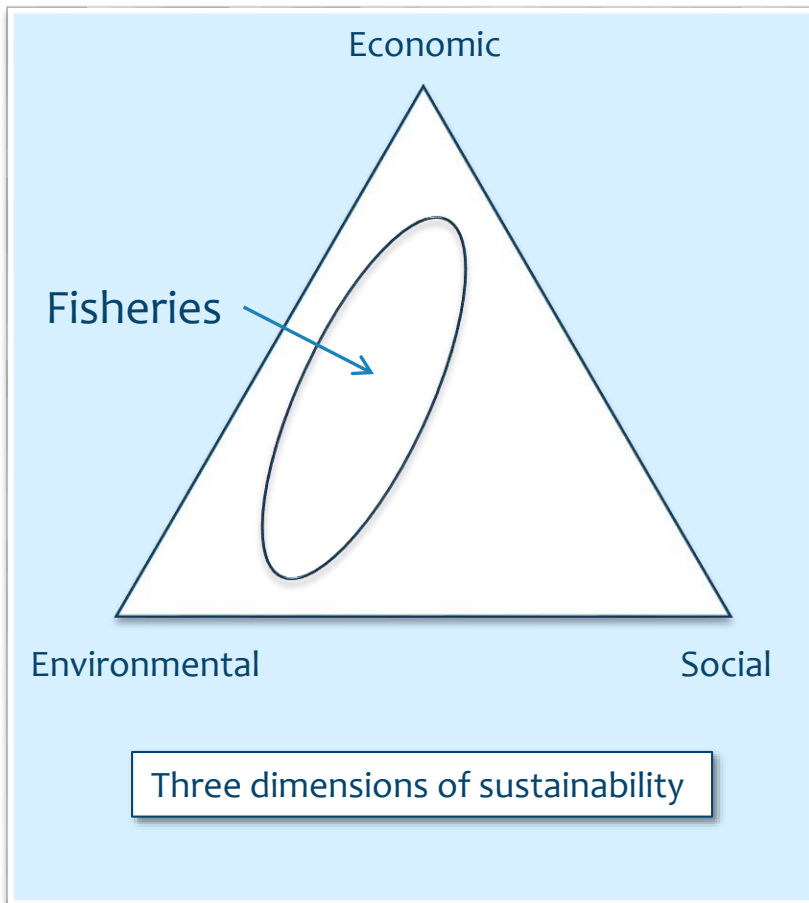 Economic
Fisheries
Environmental
Social
Three dimensions of sustainability